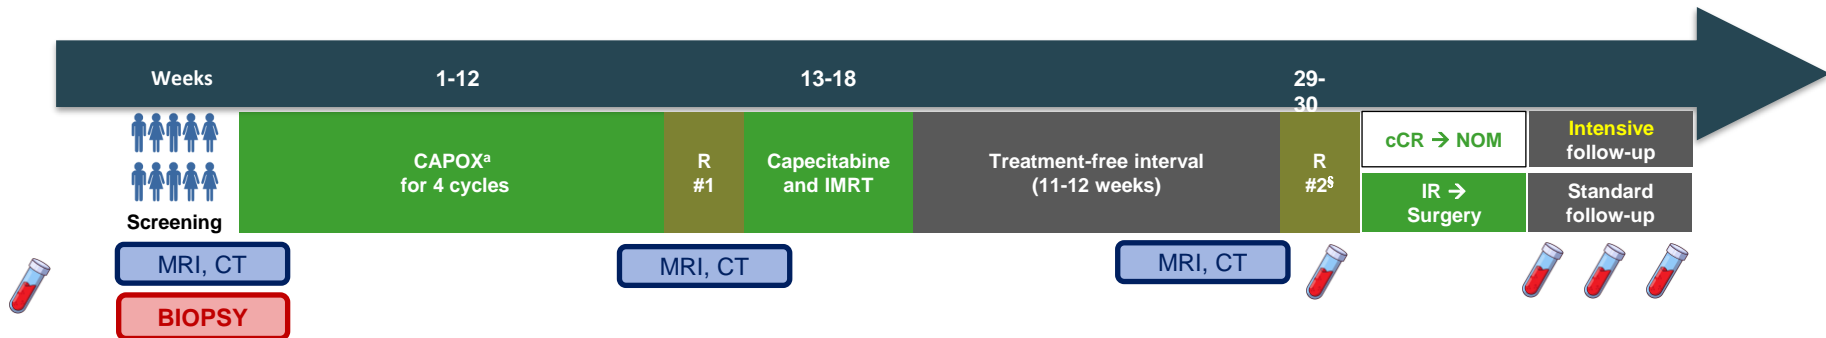 Weeks
1-12
13-18
29-
30
Screening
CAPOXᵃ
for 4 cycles
R
#1
Capecitabine
and IMRT
Treatment-free interval
(11-12 weeks)
R
#2§
cCR → NOM
IR →
Surgery
Intensive
follow-up
Standard
follow-up
MRI, CT
BIOPSY
MRI, CT
MRI, CT